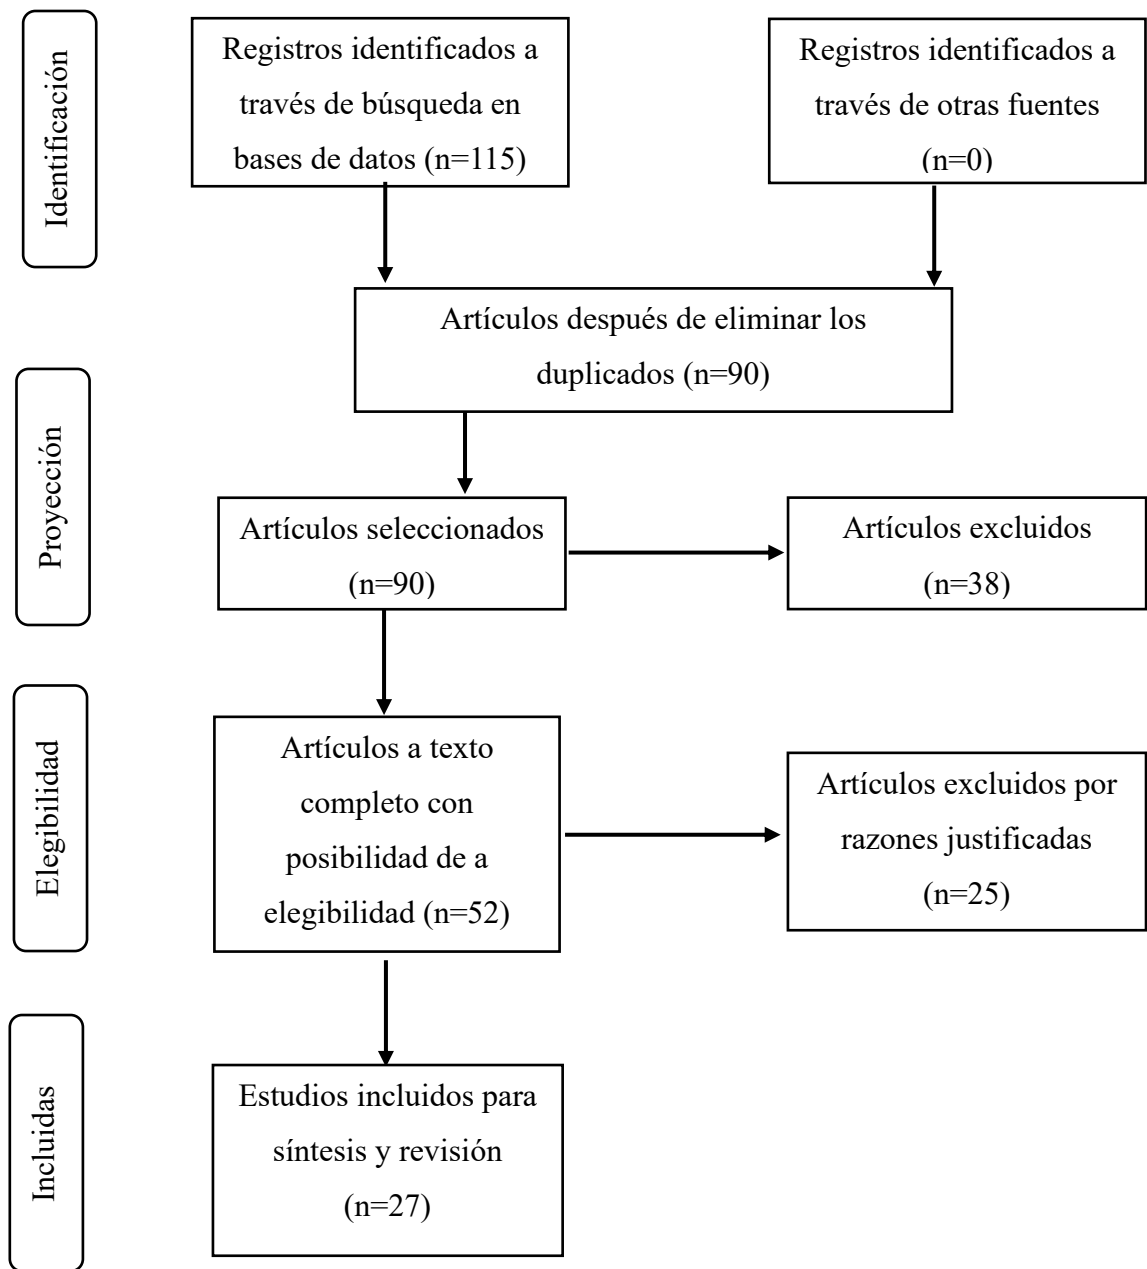 Identificación
Registros identificados a
través de búsqueda en
bases de datos (n=115)
Registros identificados a
través de otras fuentes
(n=0)
Artículos después de eliminar los
duplicados (n=90)
Proyección
Artículos seleccionados
(n=90)
Artículos excluidos
(n=38)
Elegibilidad
Artículos a texto
completo con
posibilidad de a
elegibilidad (n=52)
Artículos excluidos por
razones justificadas
(n=25)
Incluidas
Estudios incluidos para
síntesis y revisión
(n=27)